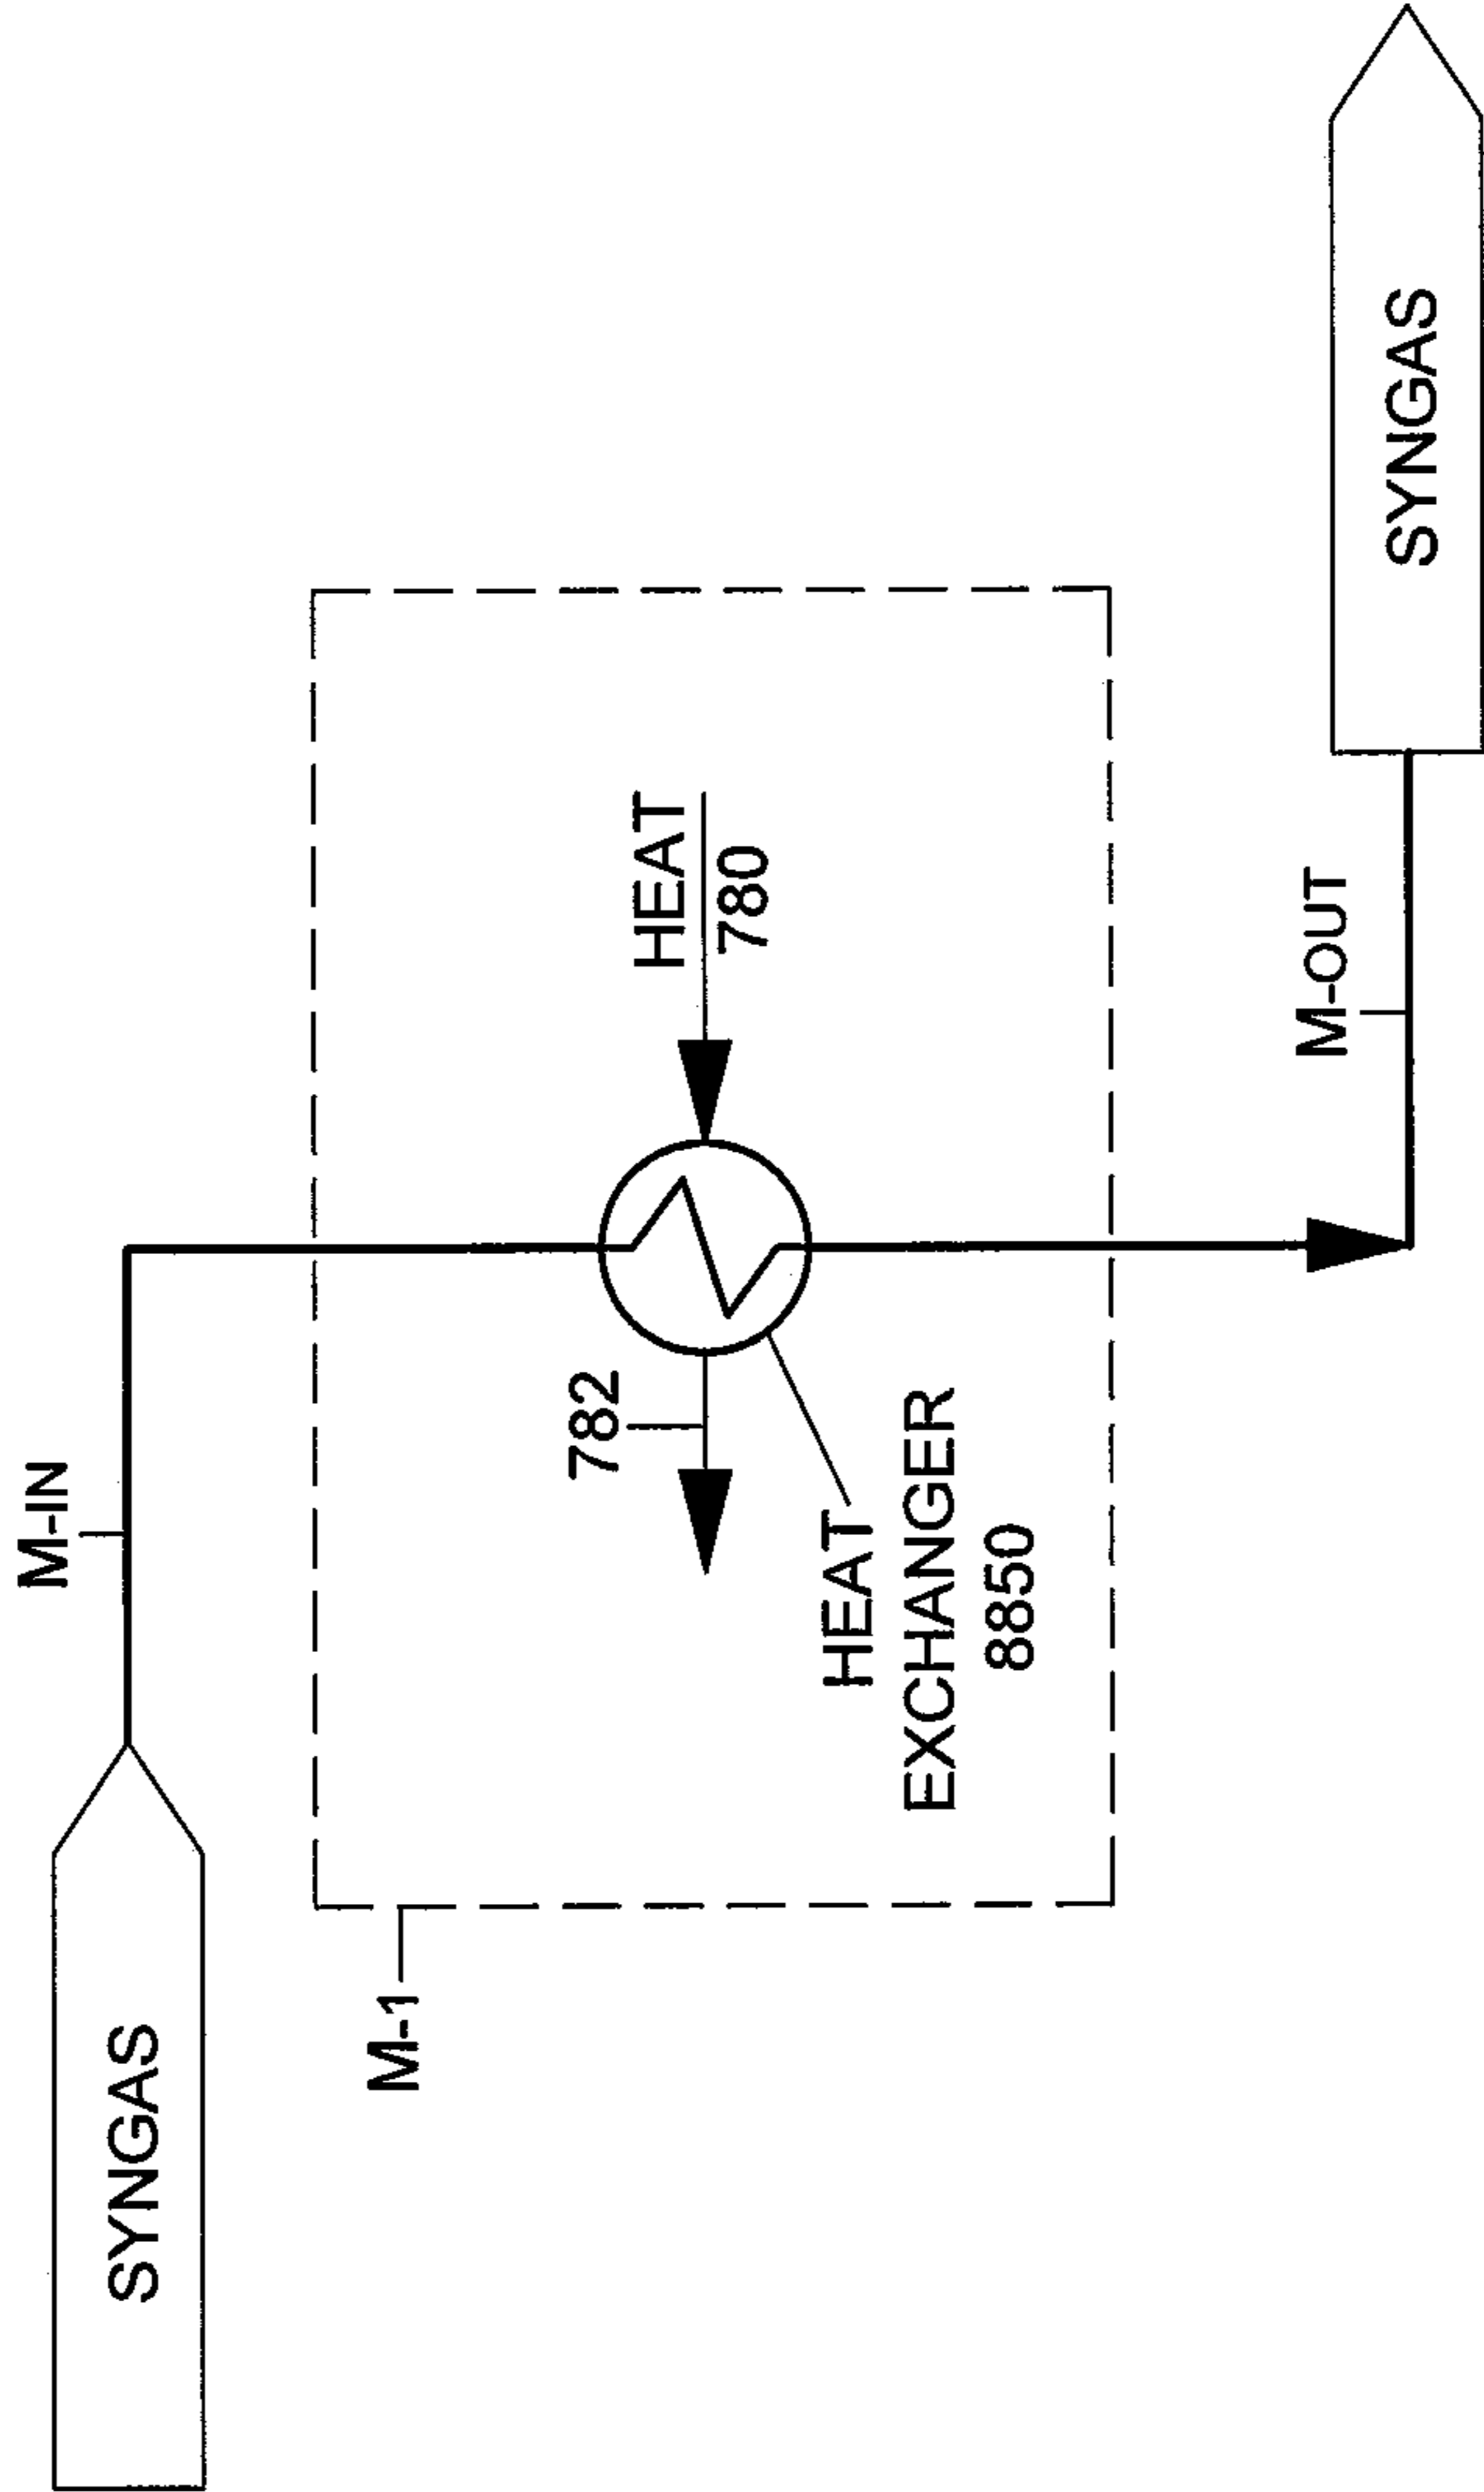 M-IN
SYNGAS
M-1
782
HEAT
780
HEAT
EXCHANGER
8850
M-OUT
SYNGAS